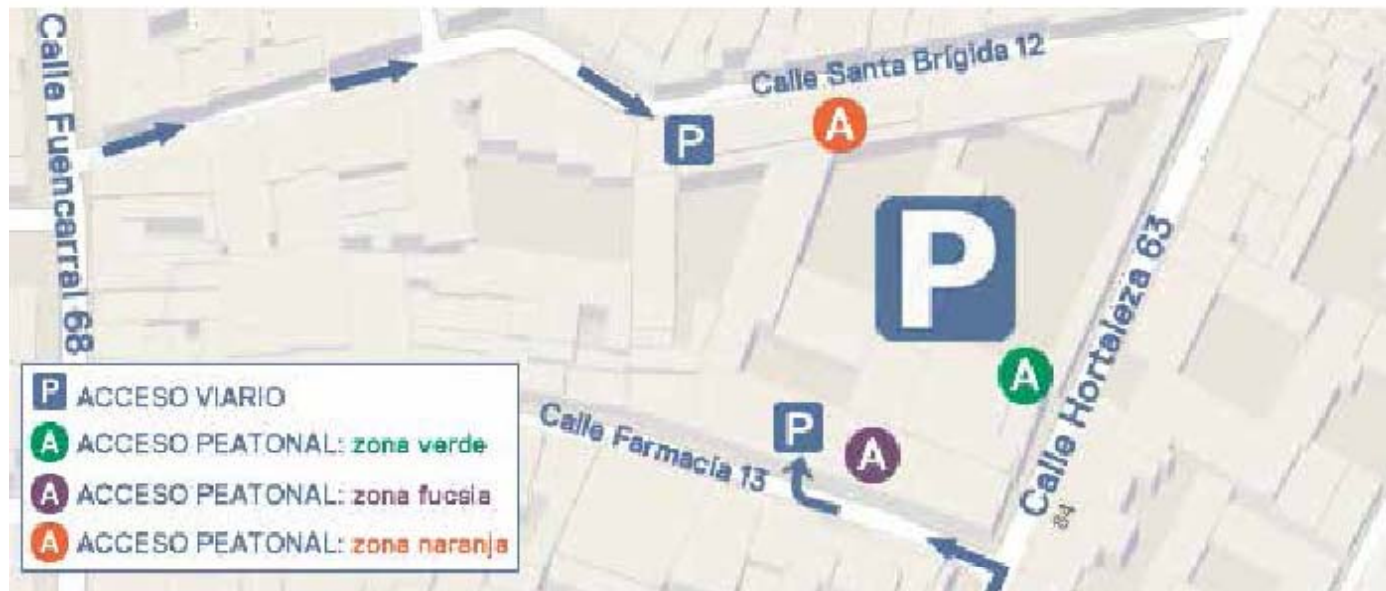 Calle Fuencarral 68
Calle Santa Brígida 12
A
P
P
Calle Hortaleza 63
A
84
P
A
Calle Farmacia 13
P ACCESO VIARIO
A ACCESO PEATONAL: zona verde
A ACCESO PEATONAL: zona fucsia
A ACCESO PEATONAL: zona naranja